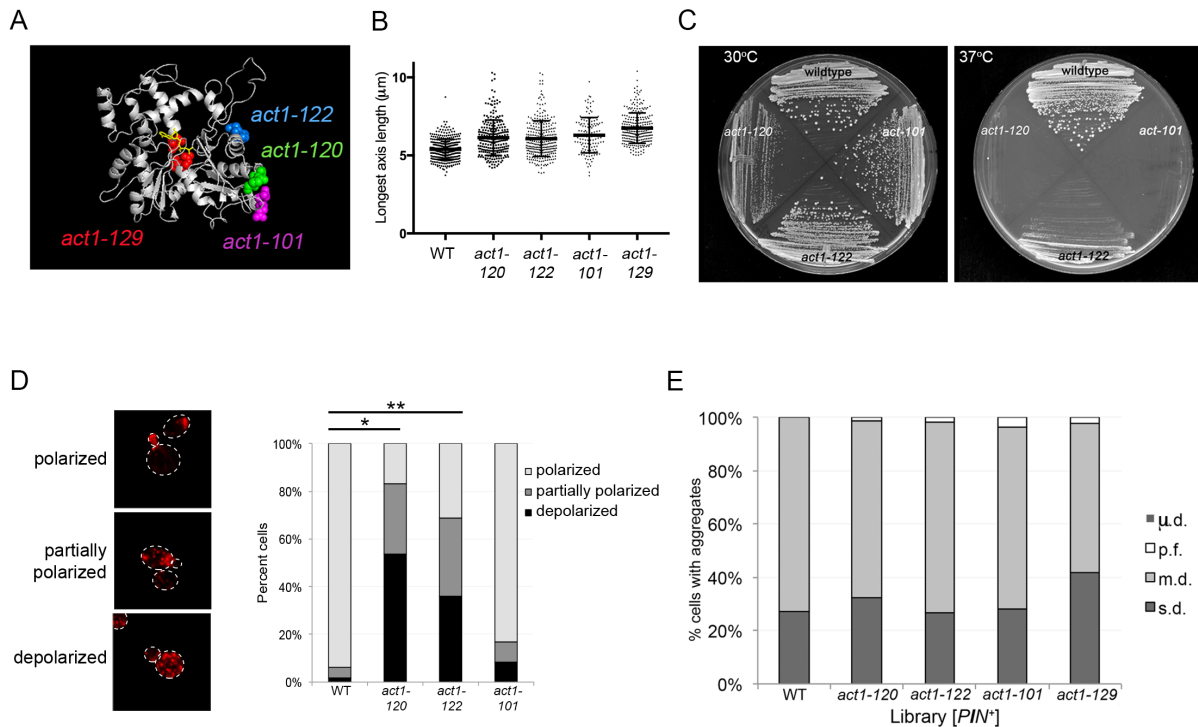 A
act1-122
act1-120
act1-129
act1-101
B
Longest axis length (µm)
10
5
0
WT
act1-
120
act1-
122
act1-
101
act1-
129
C
30°C
wildtype
act1-120
act-101
act1-122
37°C
wildtype
act1-120
act-101
act1-122
D
polarized
partially
polarized
depolarized
**
*
Percent cells
100%
80%
60%
40%
20%
0%
WT
act1-
120
act1-
122
act1-
101
polarized
partially polarized
depolarized
E
% cells with aggregates
100%
80%
60%
40%
20%
0%
WT
act1-120
act1-122
act1-101
act1-129
Library [PIN⁺]
µ.d.
p.f.
m.d.
s.d.